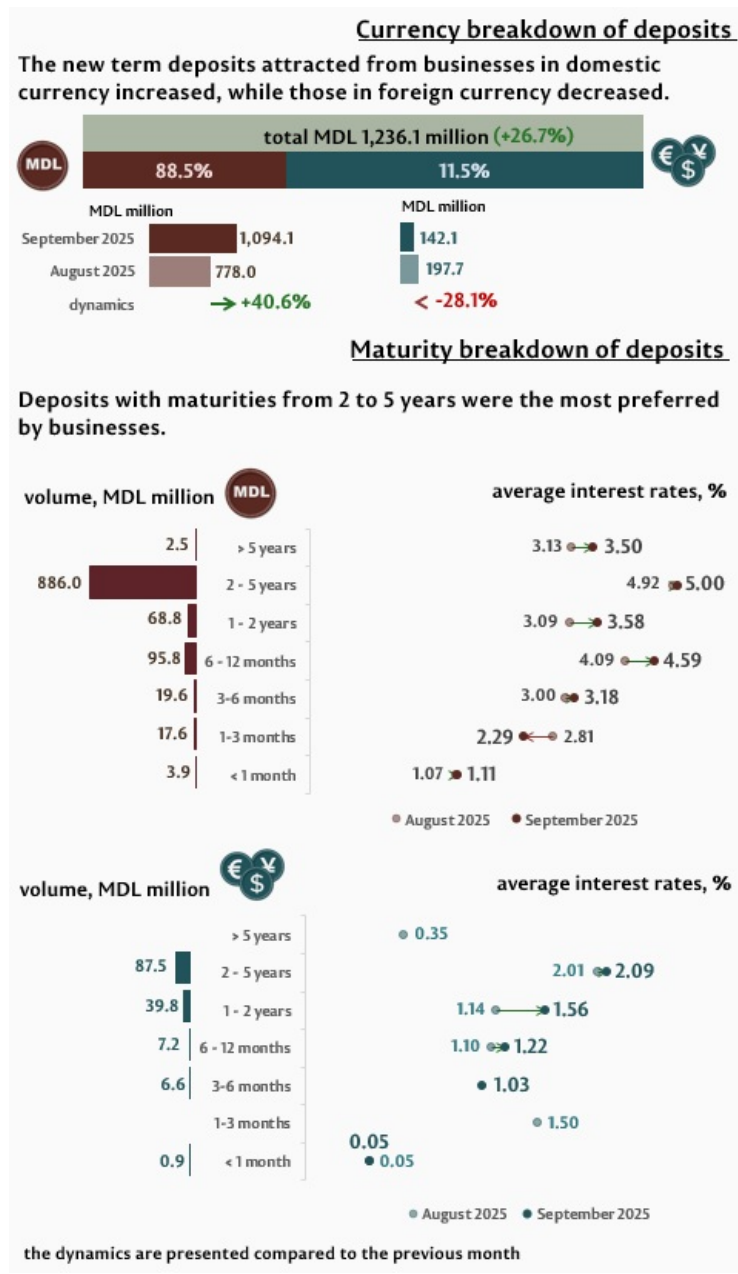 Currency breakdown of deposits
The new term deposits attracted from businesses in domestic
currency increased, while those in foreign currency decreased.
total MDL 1,236.1 million (+26.7%)
MDL 88.5% 11.5% € ¥ $
MDL million MDL million
September 2025 1,094.1 142.1
August 2025 778.0 197.7
dynamics +40.6% -28.1%
Maturity breakdown of deposits
Deposits with maturities from 2 to 5 years were the most preferred
by businesses.
volume, MDL million MDL average interest rates, %
2.5 > 5 years 3.13 3.50
886.0 2 - 5 years 4.92 5.00
68.8 1 - 2 years 3.09 3.58
95.8 6 - 12 months 4.09 4.59
19.6 3-6 months 3.00 3.18
17.6 1-3 months 2.29 2.81
3.9 < 1 month 1.07 1.11
August 2025 September 2025
€ ¥ $
volume, MDL million average interest rates, %
> 5 years 0.35
87.5 2 - 5 years 2.01 2.09
39.8 1 - 2 years 1.14 1.56
7.2 6 - 12 months 1.10 1.22
6.6 3-6 months 1.03
1-3 months 1.50
0.05
0.9 < 1 month 0.05
August 2025 September 2025
the dynamics are presented compared to the previous month